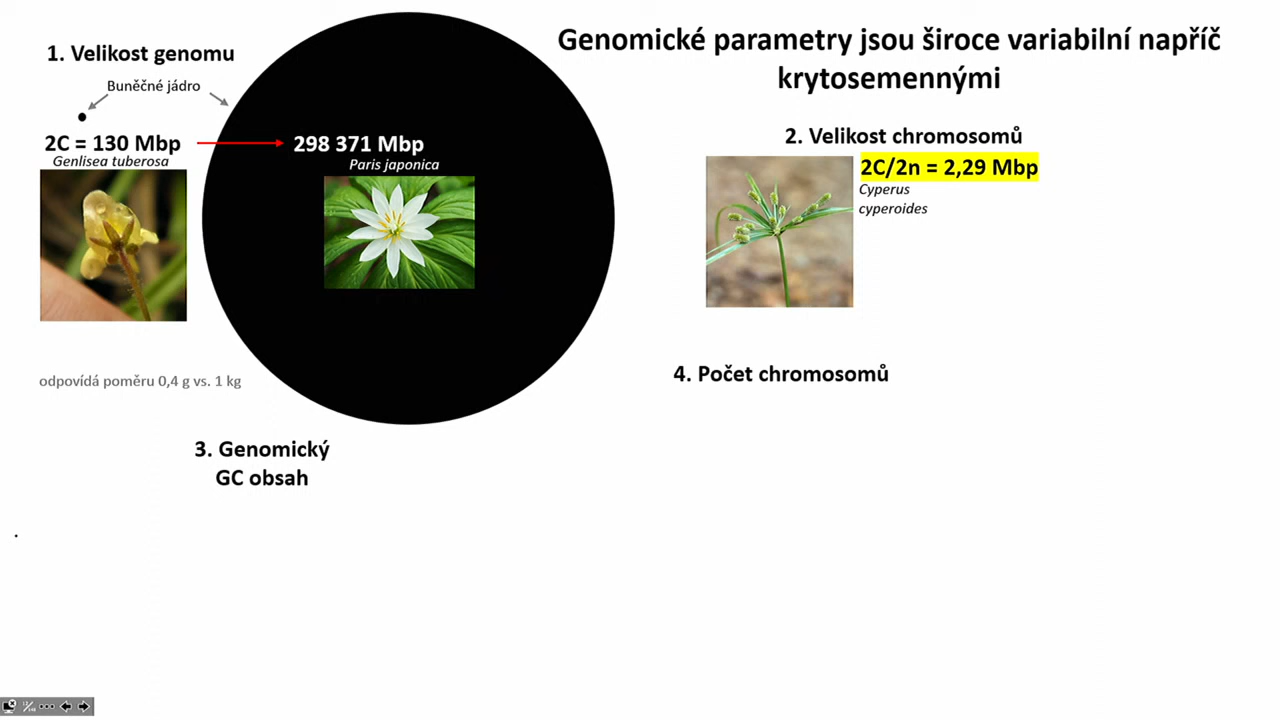 Genomické parametry jsou široce variabilní napříč
krytosemennými
1. Velikost genomu
Buněčné jádro
2C = 130 Mbp
Genlisea tuberosa
298 371 Mbp
Paris japonica
odpovídá poměru 0,4 g vs. 1 kg
2. Velikost chromosomů
2C/2n = 2,29 Mbp
Cyperus
cyperoides
3. Genomický
GC obsah
4. Počet chromosomů